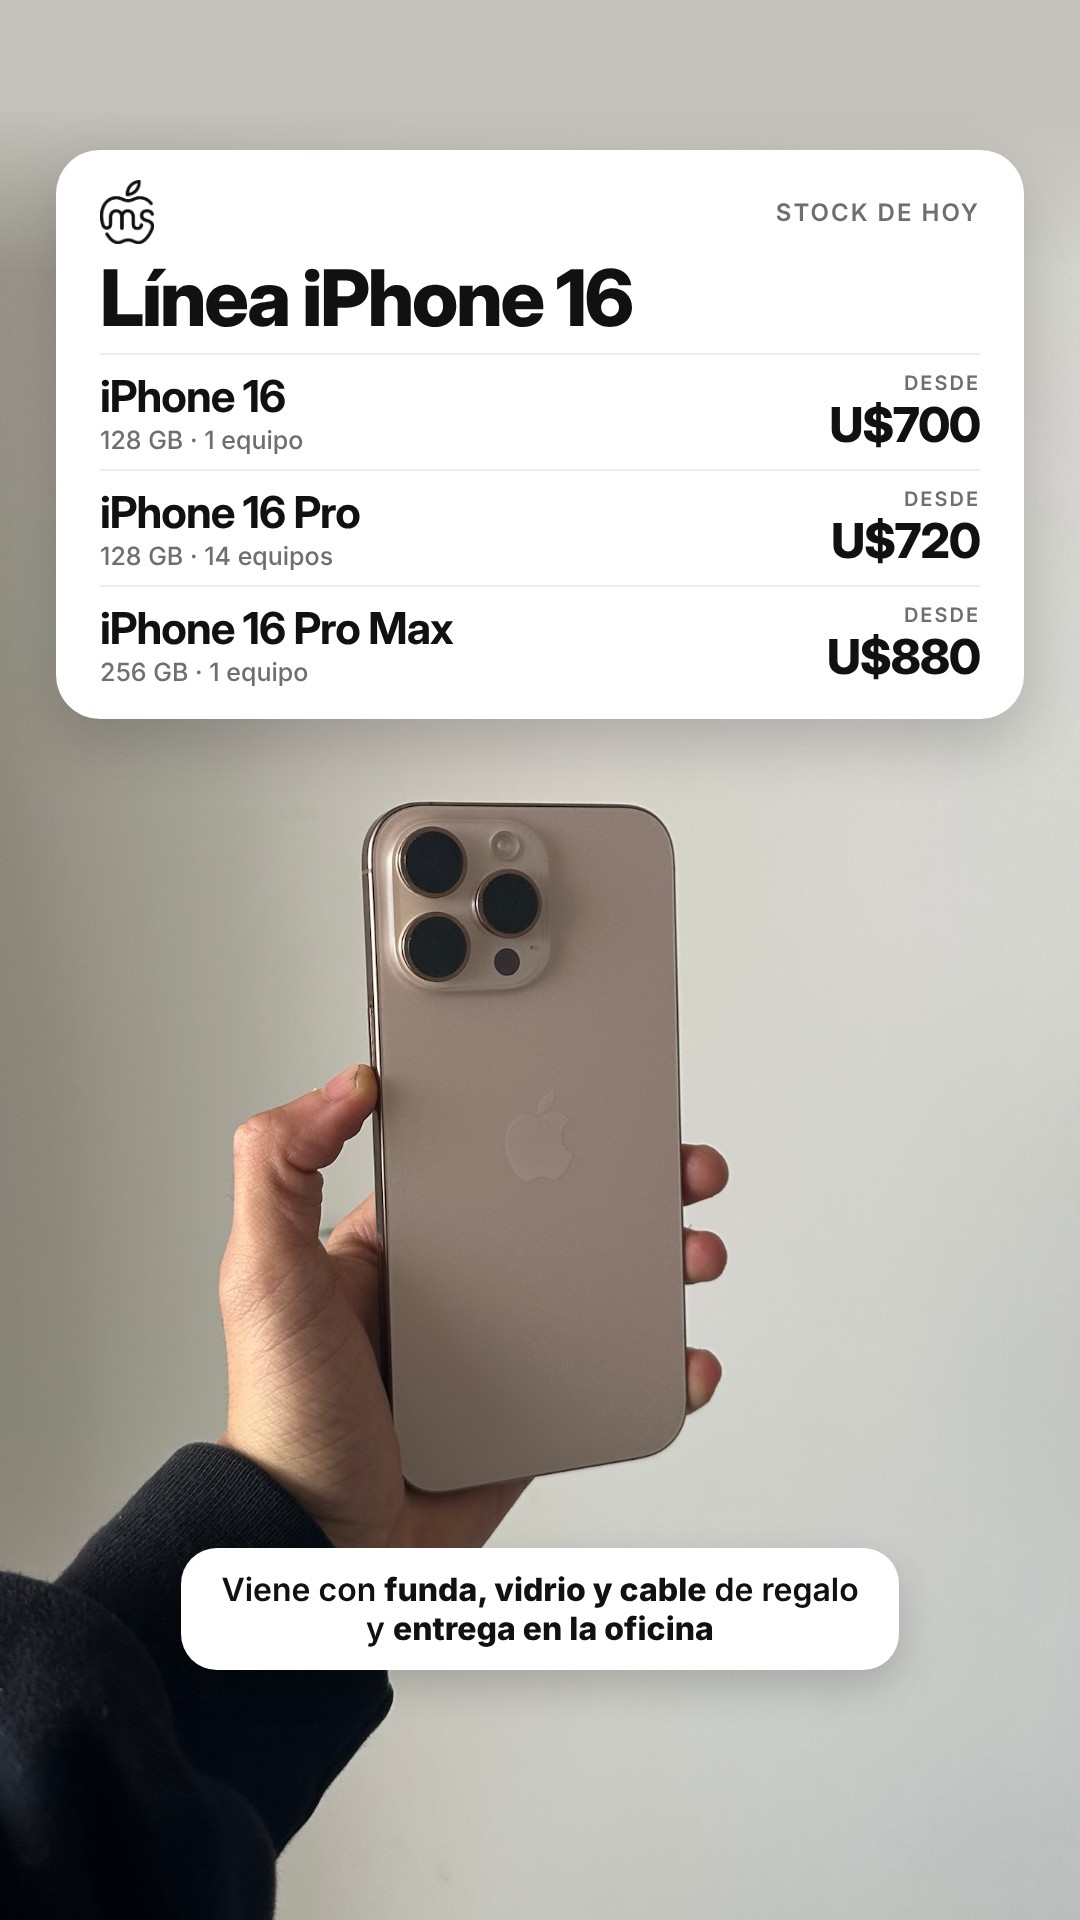 ms
STOCK DE HOY
Línea iPhone 16
iPhone 16
128 GB · 1 equipo
DESDE
U$700
iPhone 16 Pro
128 GB · 14 equipos
DESDE
U$720
iPhone 16 Pro Max
256 GB · 1 equipo
DESDE
U$880
Viene con funda, vidrio y cable de regalo
y entrega en la oficina